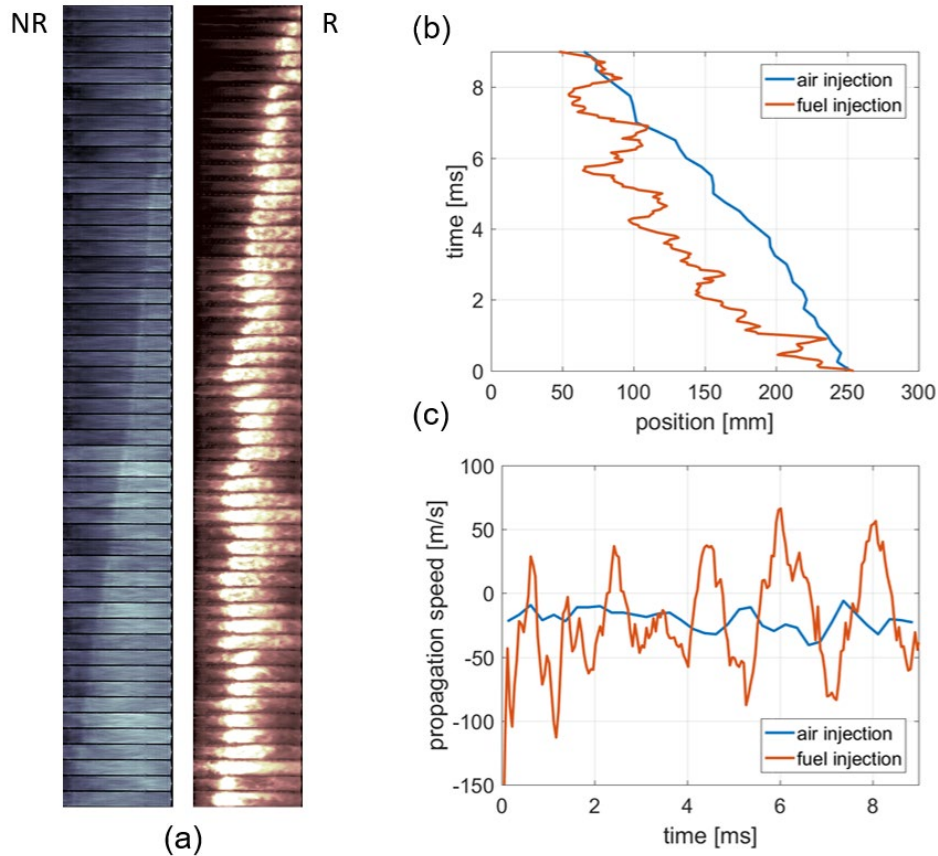 NR
R
(a)
(b)
air injection
fuel injection
8
6
4
2
0
time [ms]
0
50
100
150
200
250
300
position [mm]
(c)
100
50
0
-50
-100
-150
propagation speed [m/s]
air injection
fuel injection
0
2
4
6
8
time [ms]